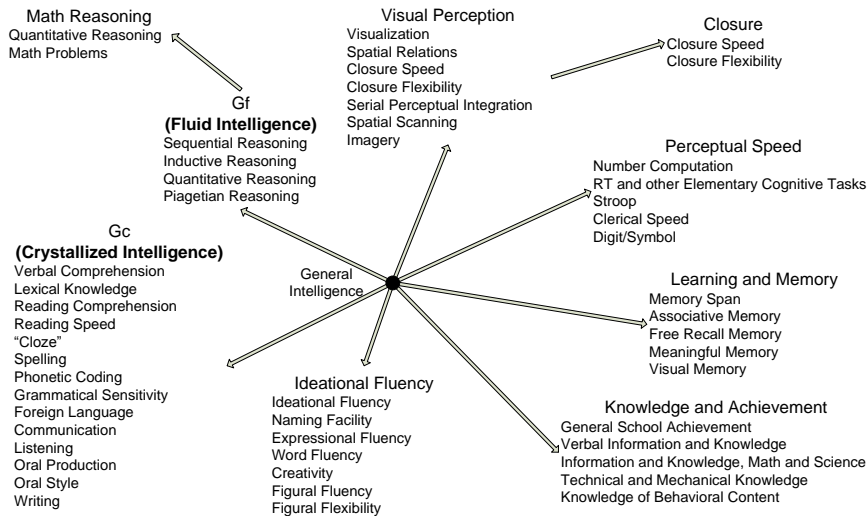 Math Reasoning
Quantitative Reasoning
Math Problems
Visual Perception
Visualization
Spatial Relations
Closure Speed
Closure Flexibility
Serial Perceptual Integration
Spatial Scanning
Imagery
Closure
Closure Speed
Closure Flexibility
Gf
(Fluid Intelligence)
Sequential Reasoning
Inductive Reasoning
Quantitative Reasoning
Piagetian Reasoning
Perceptual Speed
Number Computation
RT and other Elementary Cognitive Tasks
Stroop
Clerical Speed
Digit/Symbol
Gc
(Crystallized Intelligence)
Verbal Comprehension
Lexical Knowledge
Reading Comprehension
Reading Speed
“Cloze”
Spelling
Phonetic Coding
Grammatical Sensitivity
Foreign Language
Communication
Listening
Oral Production
Oral Style
Writing
General
Intelligence
Learning and Memory
Memory Span
Associative Memory
Free Recall Memory
Meaningful Memory
Visual Memory
Ideational Fluency
Ideational Fluency
Naming Facility
Expressional Fluency
Word Fluency
Creativity
Figural Fluency
Figural Flexibility
Knowledge and Achievement
General School Achievement
Verbal Information and Knowledge
Information and Knowledge, Math and Science
Technical and Mechanical Knowledge
Knowledge of Behavioral Content